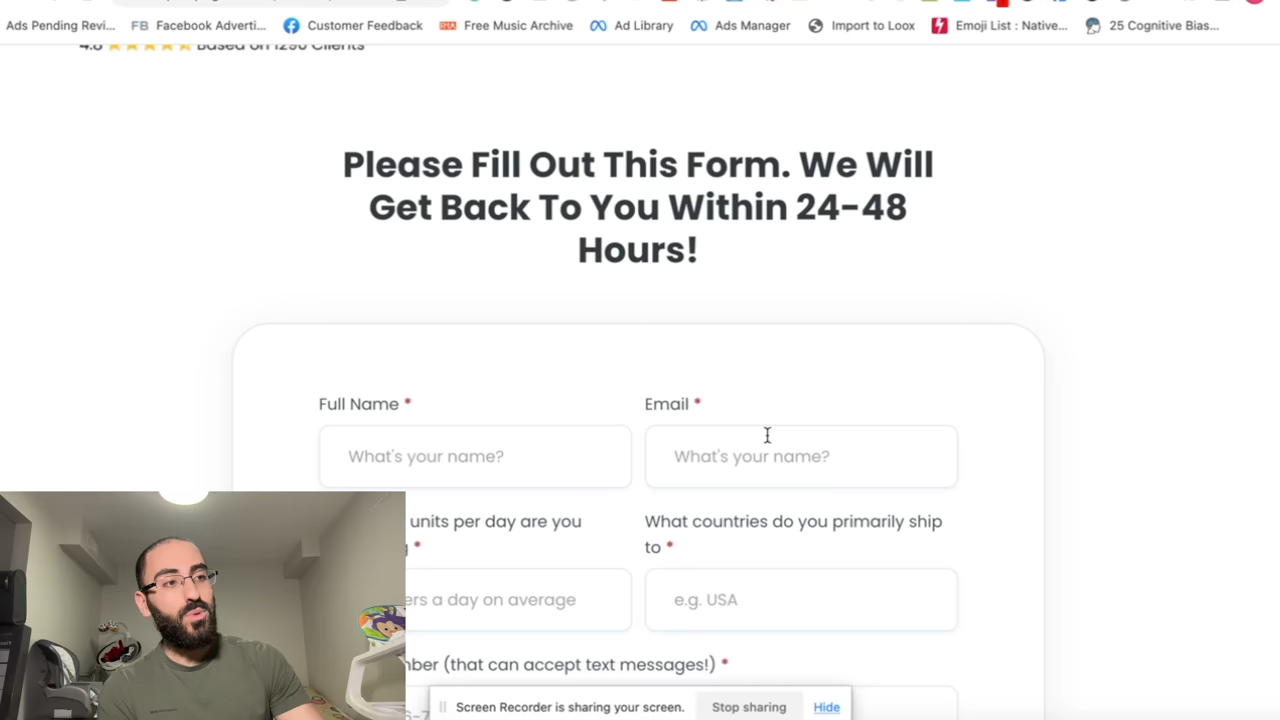 Ads Pending Revi... FB Facebook Adverti... Customer Feedback Free Music Archive Ad Library Ads Manager Import to Loox Emoji List : Native... 25 Cognitive Bias...
4.8 Based on 1290 Clients
Please Fill Out This Form. We Will
Get Back To You Within 24-48
Hours!
Full Name * Email *
What's your name? What's your name?
units per day are you What countries do you primarily ship
* to *
a day on average e.g. USA
(that can accept text messages!) *
Screen Recorder is sharing your screen. Stop sharing Hide